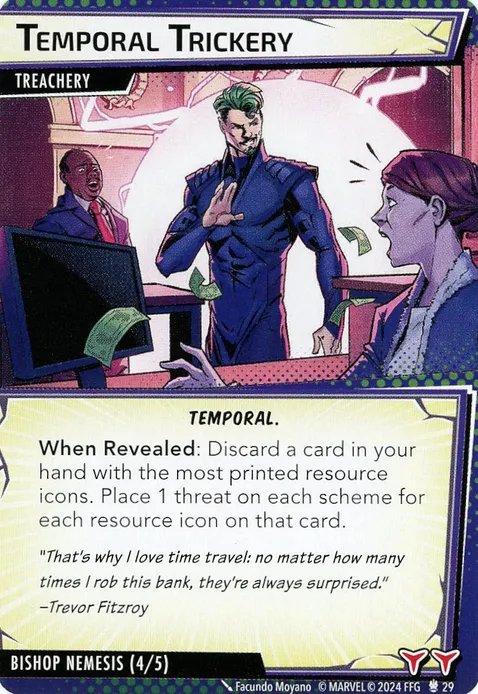 TEMPORAL TRICKERY
TREACHERY
TEMPORAL.
When Revealed: Discard a card in your
hand with the most printed resource
icons. Place 1 threat on each scheme for
each resource icon on that card.
"That's why I love time travel: no matter how many
times I rob this bank, they're always surprised."
–Trevor Fitzroy
BISHOP NEMESIS (4/5)
Facundo Moyano © MARVEL © 2024 FFG 29